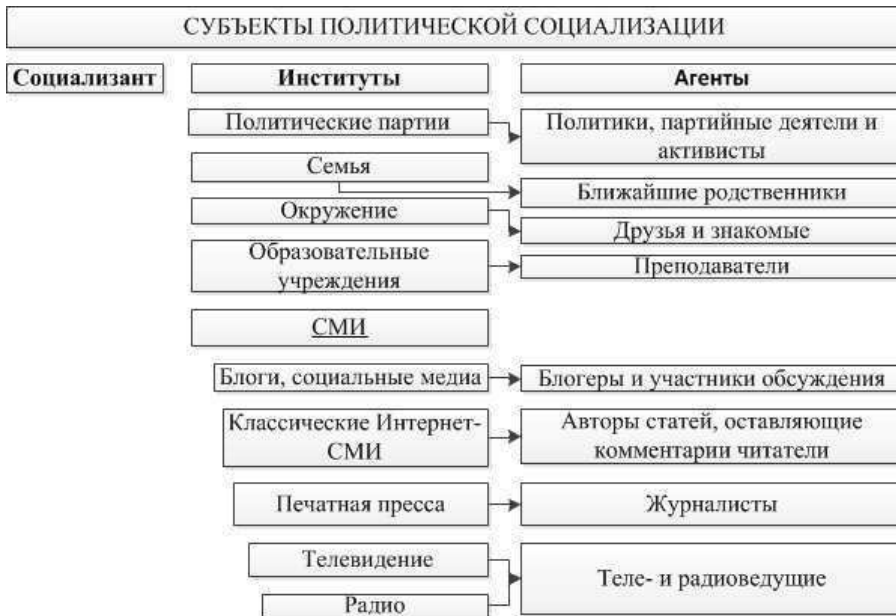 СУБЪЕКТЫ ПОЛИТИЧЕСКОЙ СОЦИАЛИЗАЦИИ
Социализант
Институты
Агенты
Политические партии
Политики, партийные деятели и
активисты
Семья
Ближайшие родственники
Окружение
Друзья и знакомые
Образовательные
учреждения
Преподаватели
СМИ
Блоги, социальные медиа
Блогеры и участники обсуждения
Классические Интернет-
СМИ
Авторы статей, оставляющие
комментарии читатели
Печатная пресса
Журналисты
Телевидение
Теле- и радиоведущие
Радио